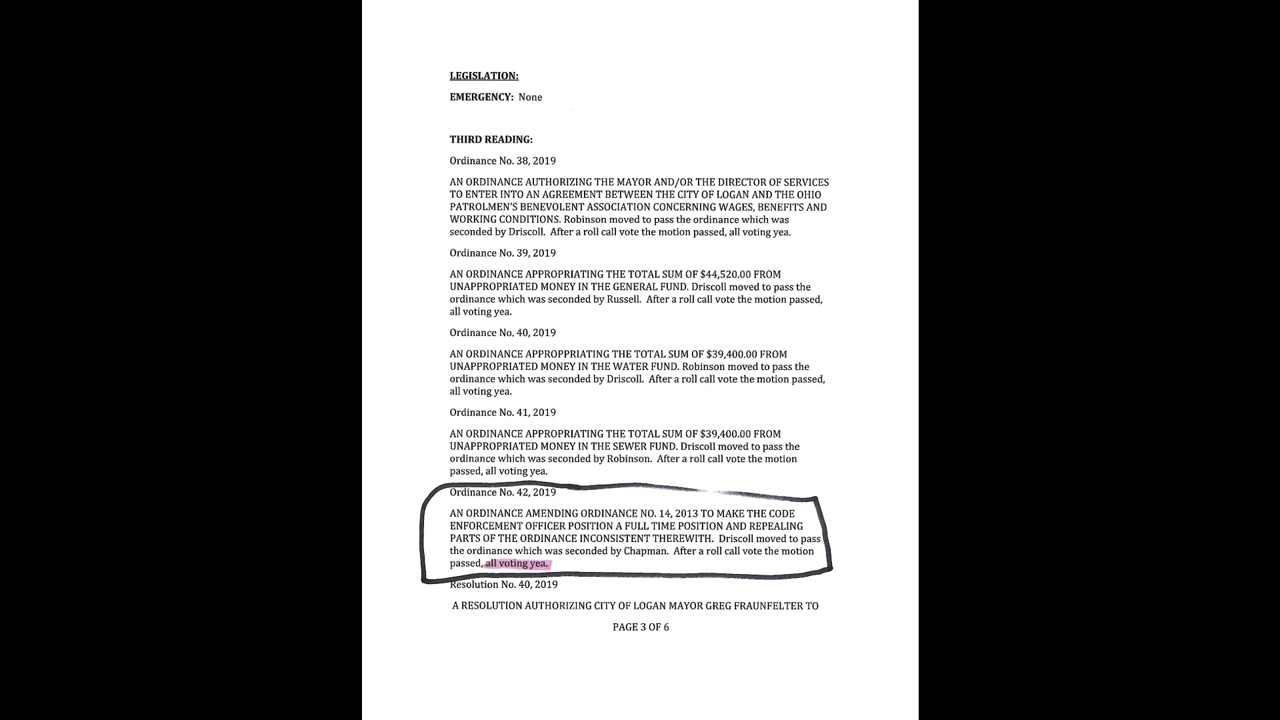 LEGISLATION:
EMERGENCY: None
THIRD READING:
Ordinance No. 38, 2019
AN ORDINANCE AUTHORIZING THE MAYOR AND/OR THE DIRECTOR OF SERVICES
TO ENTER INTO AN AGREEMENT BETWEEN THE CITY OF LOGAN AND THE OHIO
PATROLMEN'S BENEVOLENT ASSOCIATION CONCERNING WAGES, BENEFITS AND
WORKING CONDITIONS. Robinson moved to pass the ordinance which was
seconded by Driscoll. After a roll call vote the motion passed, all voting yea.
Ordinance No. 39, 2019
AN ORDINANCE APPROPRIATING THE TOTAL SUM OF $44,520.00 FROM
UNAPPROPRIATED MONEY IN THE GENERAL FUND. Driscoll moved to pass the
ordinance which was seconded by Russell. After a roll call vote the motion passed,
all voting yea.
Ordinance No. 40, 2019
AN ORDINANCE APPROPPRIATING THE TOTAL SUM OF $39,400.00 FROM
UNAPPROPRIATED MONEY IN THE WATER FUND. Robinson moved to pass the
ordinance which was seconded by Driscoll. After a roll call vote the motion passed,
all voting yea.
Ordinance No. 41, 2019
AN ORDINANCE APPROPRIATING THE TOTAL SUM OF $39,400.00 FROM
UNAPPROPRIATED MONEY IN THE SEWER FUND. Driscoll moved to pass the
ordinance which was seconded by Robinson. After a roll call vote the motion
passed, all voting yea.
Ordinance No. 42, 2019
AN ORDINANCE AMENDING ORDINANCE NO. 14, 2013 TO MAKE THE CODE
ENFORCEMENT OFFICER POSITION A FULL TIME POSITION AND REPEALING
PARTS OF THE ORDINANCE INCONSISTENT THEREWITH. Driscoll moved to pass
the ordinance which was seconded by Chapman. After a roll call vote the motion
passed, all voting yea.
Resolution No. 40, 2019
A RESOLUTION AUTHORIZING CITY OF LOGAN MAYOR GREG FRAUNFELTER TO
PAGE 3 OF 6